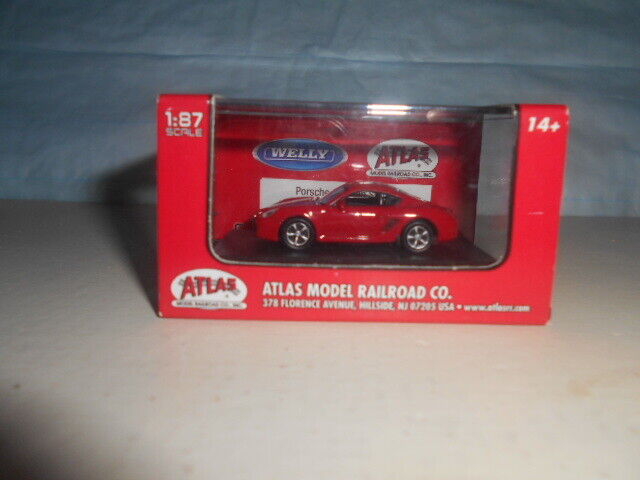 1:87
SCALE
14+
WELLY
ATLAS
MODEL RAILROAD CO., INC.
Porsche
ATLAS
MODEL RAILROAD CO., INC.
ATLAS MODEL RAILROAD CO.
378 FLORENCE AVENUE, HILLSIDE, NJ 07205 USA • www.atlasrr.com